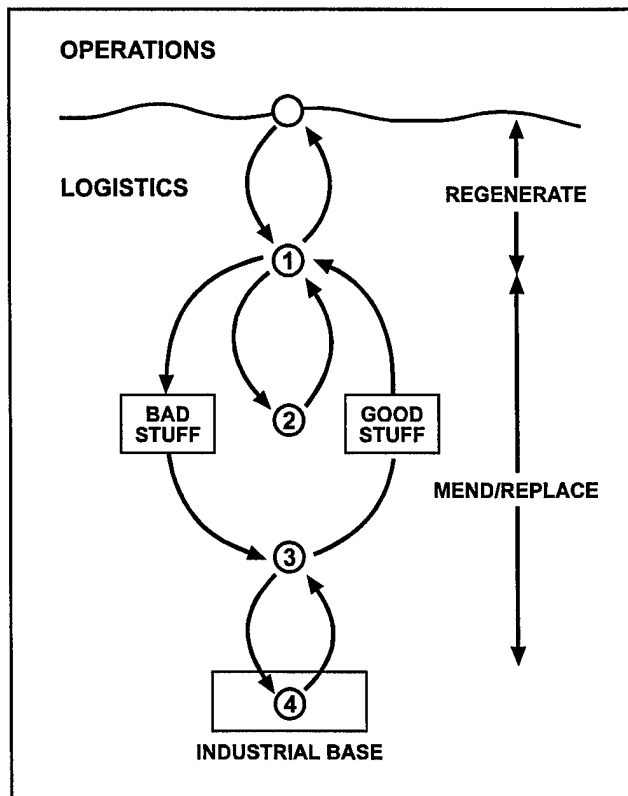 OPERATIONS
LOGISTICS
REGENERATE
1
BAD
STUFF
2
GOOD
STUFF
MEND/REPLACE
3
4
INDUSTRIAL BASE